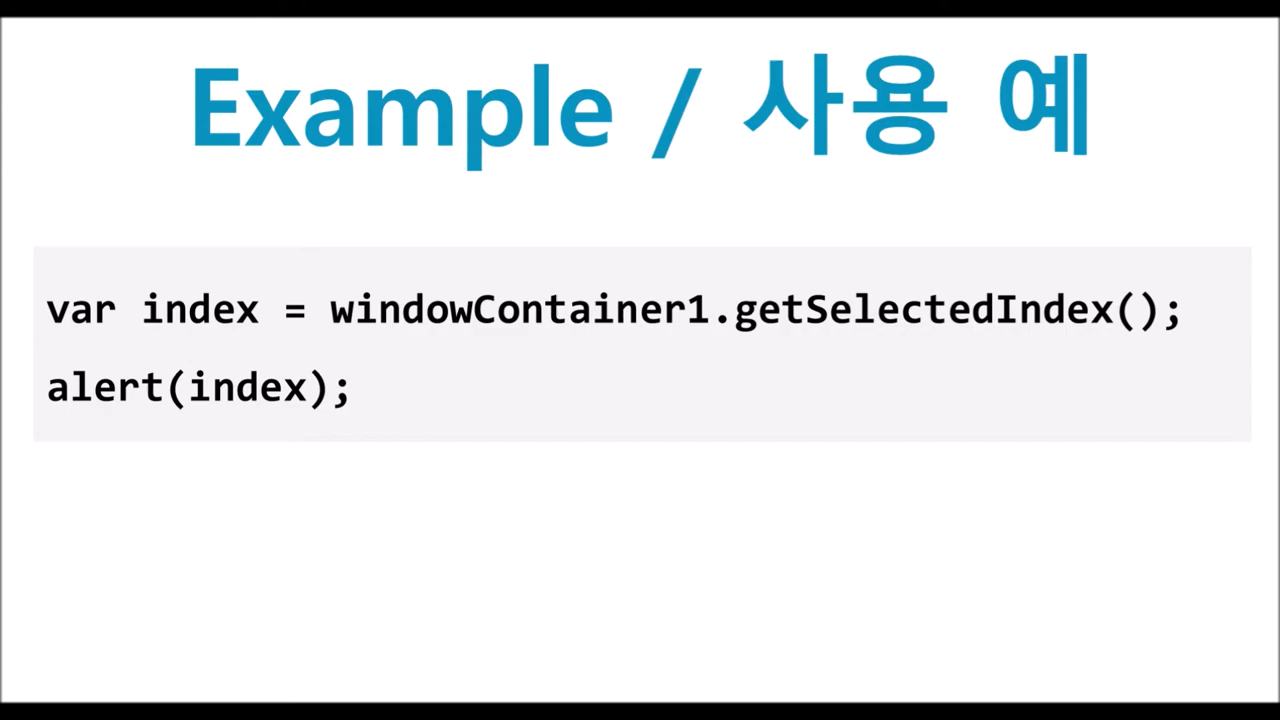 Example / 사용 예
var index = windowContainer1.getSelectedIndex();
alert(index);